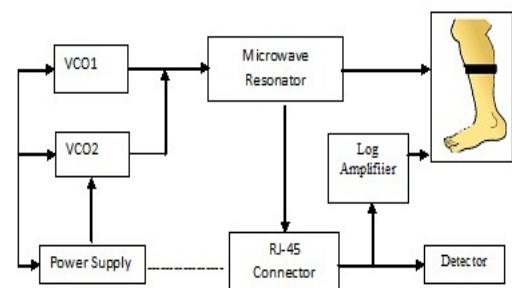 VCO1
Microwave
Resonator
VCO2
Log
Amplifiier
Power Supply
RJ-45
Connector
Detector